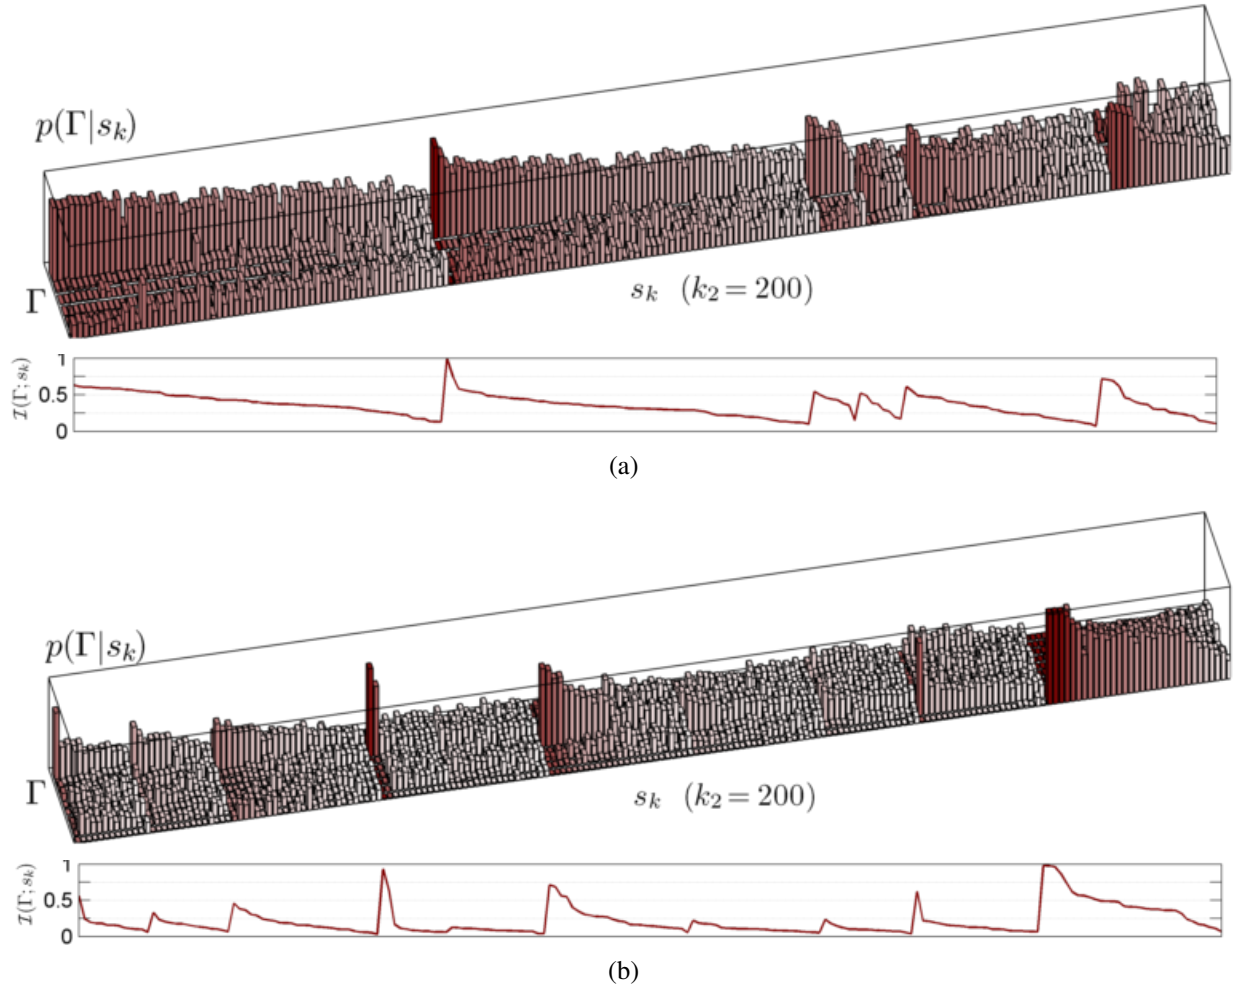 p(Γ|s_k)
Γ
s_k (k_2 = 200)
I(Γ; s_k)
1
0.5
0
(a)
p(Γ|s_k)
Γ
s_k (k_2 = 200)
I(Γ; s_k)
1
0.5
0
(b)